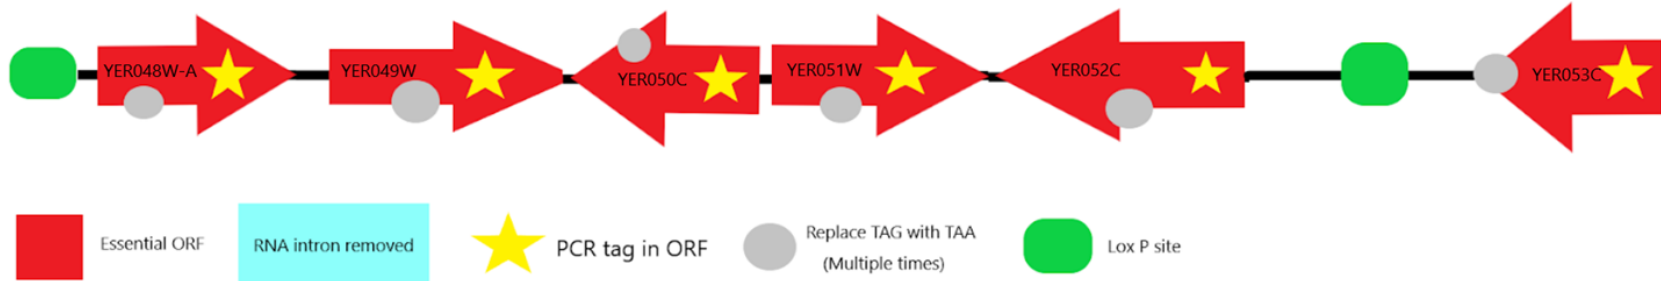 YER048W-A
YER049W
YER050C
YER051W
YER052C
YER053C
Essential ORF
RNA intron removed
PCR tag in ORF
Replace TAG with TAA
(Multiple times)
Lox P site